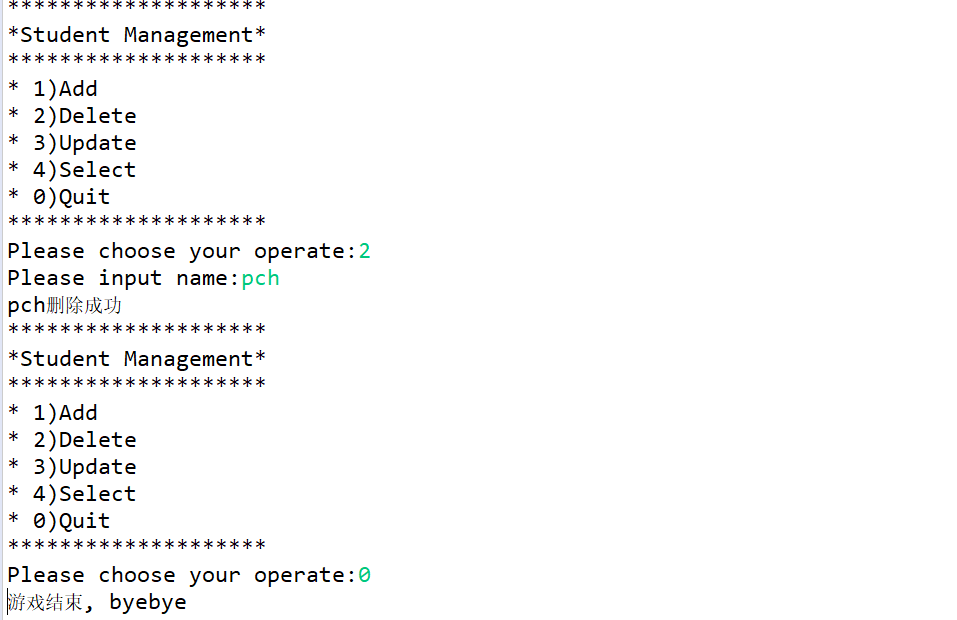 ********************
*Student Management*
********************
* 1)Add
* 2)Delete
* 3)Update
* 4)Select
* 0)Quit
********************
Please choose your operate:2
Please input name:pch
pch删除成功
********************
*Student Management*
********************
* 1)Add
* 2)Delete
* 3)Update
* 4)Select
* 0)Quit
********************
Please choose your operate:0
游戏结束, byebye